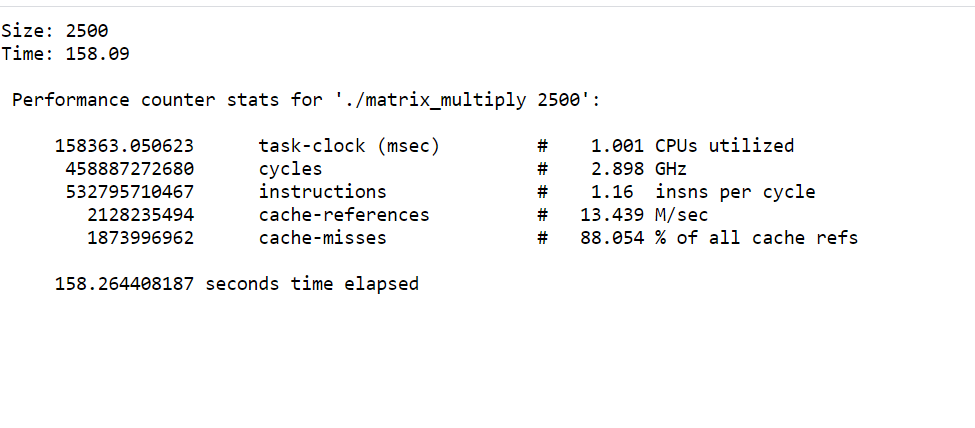 Size: 2500
Time: 158.09
Performance counter stats for './matrix_multiply 2500':
158363.050623 task-clock (msec) # 1.001 CPUs utilized
458887272680 cycles # 2.898 GHz
532795710467 instructions # 1.16 insns per cycle
2128235494 cache-references # 13.439 M/sec
1873996962 cache-misses # 88.054 % of all cache refs
158.264408187 seconds time elapsed